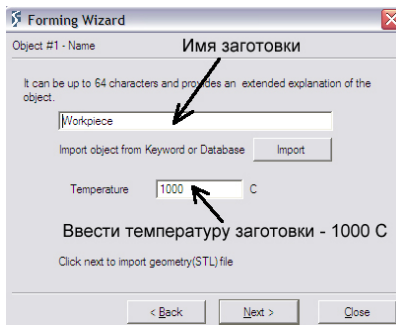 Forming Wizard
Object #1 - Name
Имя заготовки
It can be up to 64 characters and provides an extended explanation of the
object.
Workpiece
Import object from Keyword or Database
Import
Temperature
1000
C
Ввести температуру заготовки - 1000 C
Click next to import geometry(STL) file
< Back
Next >
Close